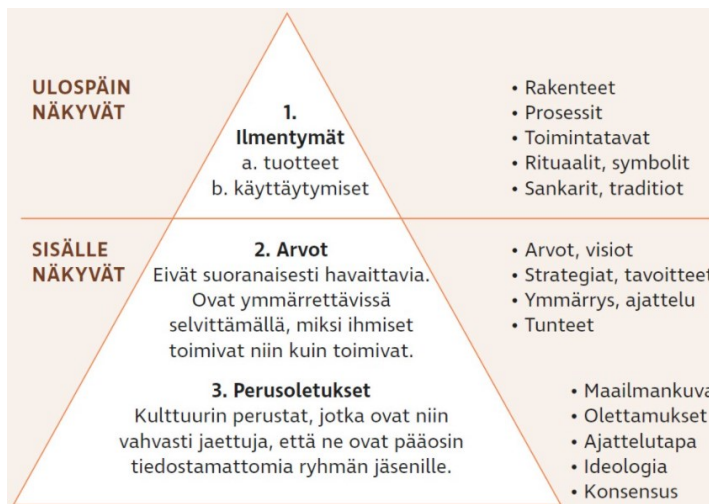 ULOSPÄIN
NÄKYVÄT
1.
Ilmentymät
a. tuotteet
b. käyttäytymiset
• Rakenteet
• Prosessit
• Toimintatavat
• Rituaalit, symbolit
• Sankarit, traditiot
SISÄLLE
NÄKYVÄT
2. Arvot
Eivät suoranaisesti havaittavia.
Ovat ymmärrettävissä
selvittämällä, miksi ihmiset
toimivat niin kuin toimivat.
• Arvot, visiot
• Strategiat, tavoitteet
• Ymmärrys, ajattelu
• Tunteet
3. Perusoletukset
Kulttuurin perustat, jotka ovat niin
vahvasti jaettuja, että ne ovat pääosin
tiedostamattomia ryhmän jäsenille.
• Maailmankuva
• Olettamukset
• Ajattelutapa
• Ideologia
• Konsensus